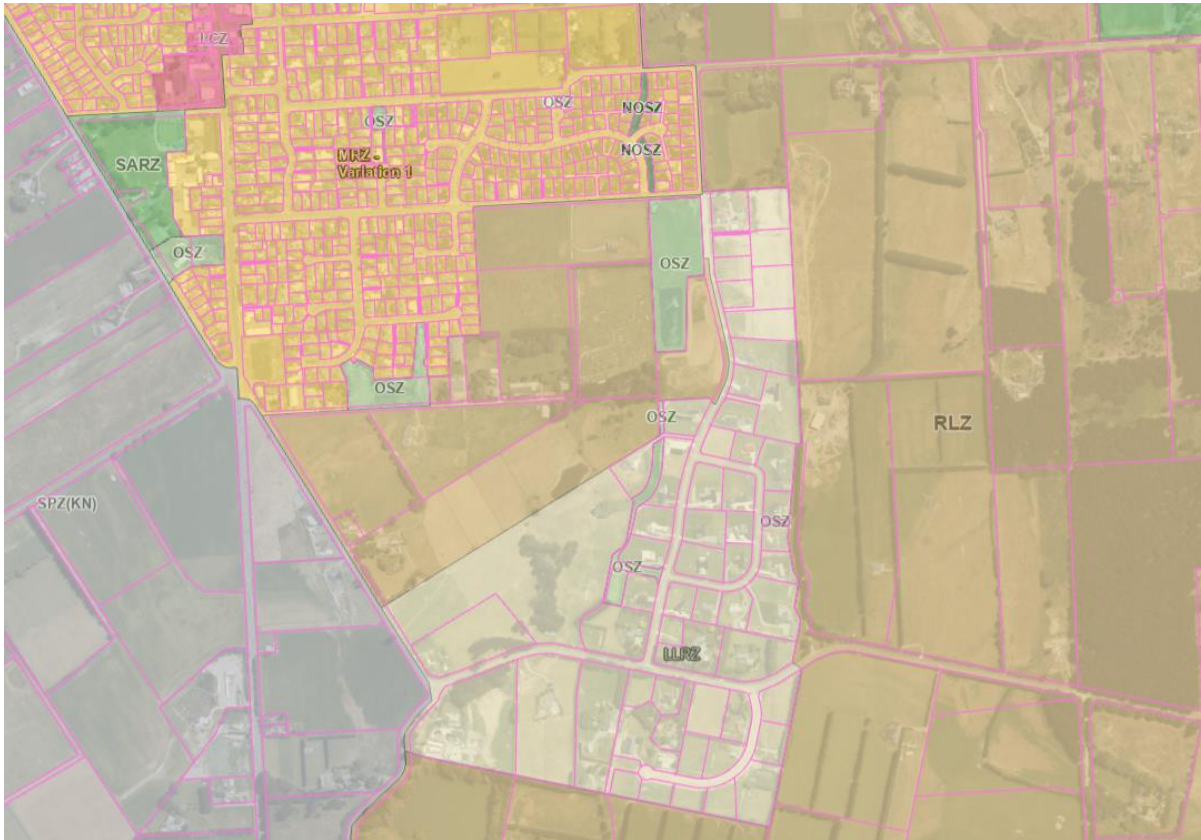 LCZ
OSZ
NOSZ
OSZ
MRZ -
Variation 1
NOSZ
SARZ
OSZ
OSZ
OSZ
OSZ
RLZ
SPZ(KN)
OSZ
OSZ
LLRZ